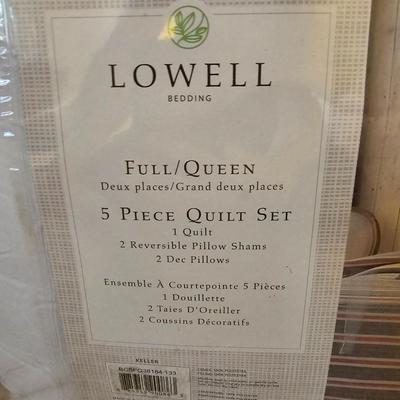 LOWELL
BEDDING
FULL/QUEEN
Deux places/Grand deux places
5 PIECE QUILT SET
1 Quilt
2 Reversible Pillow Shams
2 Dec Pillows
Ensemble À Courtepointe 5 Pièces
1 Douillette
2 Taies D'Oreiller
2 Coussins Décoratifs
KELLER